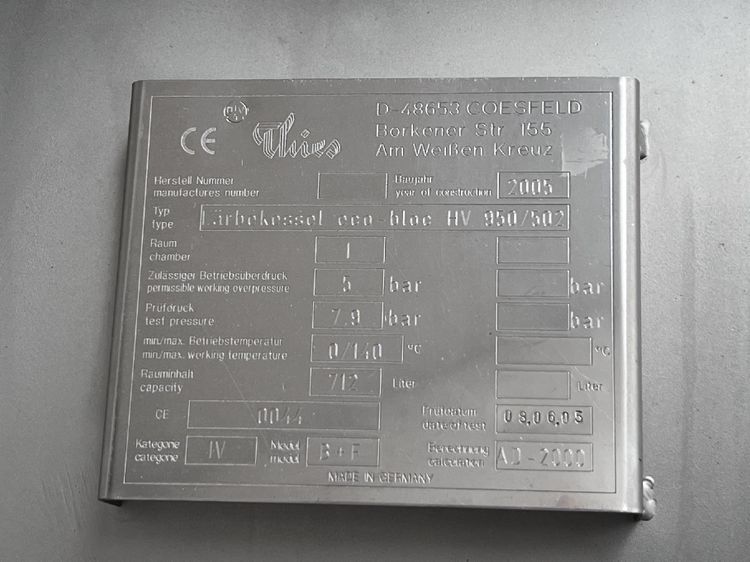 CE Thies
D-48653 COESFELD
Borkener Str. 155
Am Weißen Kreuz
Herstell Nummer
manufactures number
Baujahr
year of construction 2005
Typ
type
Färbekessel eco-bloc HV 950/502
Raum
chamber 1
Zulässiger Betriebsüberdruck
permissible working overpressure 5 bar bar
Prüfdruck
test pressure 7,9 bar bar
min/max. Betriebstemperatur
min/max. working temperature 0/140 °C °C
Rauminhalt
capacity 712 Liter Liter
CE 0044
Prüfdatum
date of test 08.06.05
Kategorie
categorie IV
Model
model B+F
Berechnung
calculation AD-2000
MADE IN GERMANY